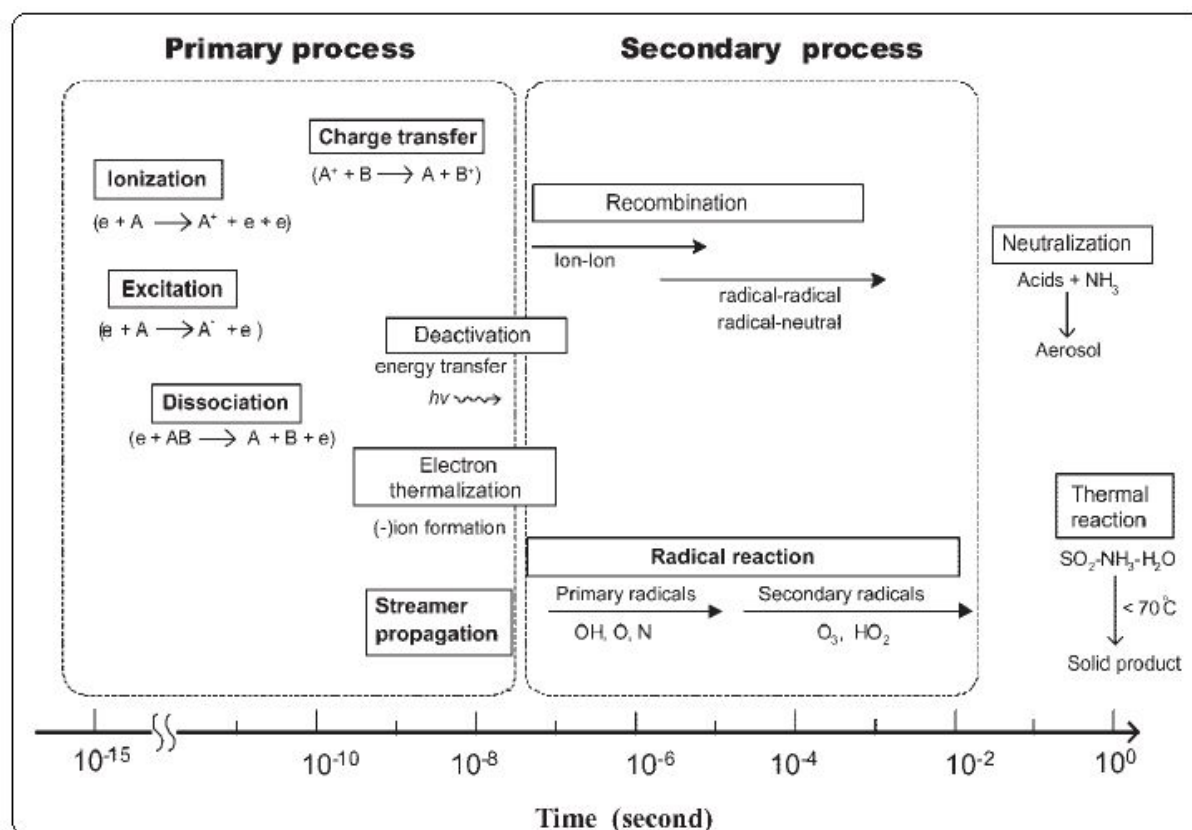 Primary process
Secondary process
Charge transfer
(A⁺ + B ⟶ A + B⁺)
Ionization
(e + A ⟶ A⁺ + e + e)
Excitation
(e + A ⟶ A⁻ + e )
Dissociation
(e + AB ⟶ A + B + e)
Deactivation
energy transfer
hν
Electron
thermalization
(-)ion formation
Streamer
propagation
Recombination
Ion-Ion
radical-radical
radical-neutral
Radical reaction
Primary radicals
OH, O, N
Secondary radicals
O₃, HO₂
Neutralization
Acids + NH₃
Aerosol
Thermal
reaction
SO₂-NH₃-H₂O
< 70°C
Solid product
10⁻¹⁵ 10⁻¹⁰ 10⁻⁸ 10⁻⁶ 10⁻⁴ 10⁻² 10⁰
Time (second)